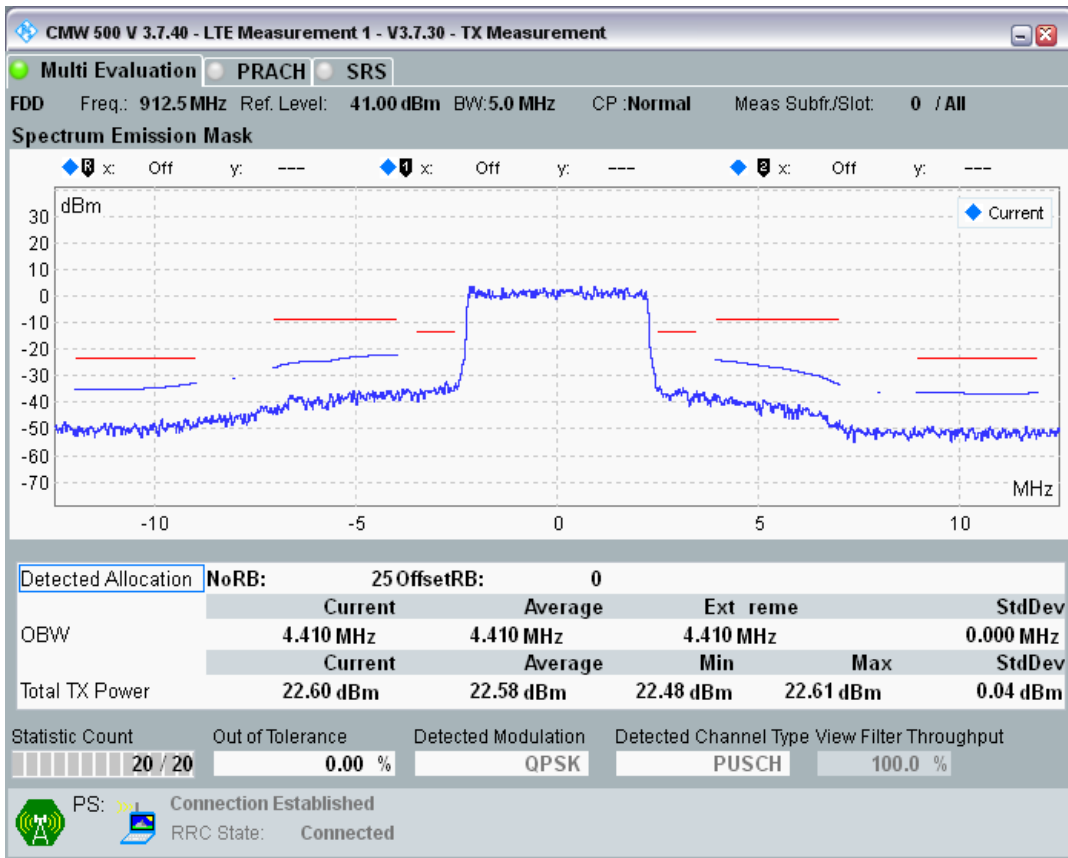 CMW 500 V 3.7.40 - LTE Measurement 1 - V3.7.30 - TX Measurement
Multi Evaluation PRACH SRS
FDD Freq.: 912.5 MHz Ref. Level: 41.00 dBm BW: 5.0 MHz CP : Normal Meas Subfr./Slot: 0 / All
Spectrum Emission Mask
R x: Off y: --- 1 x: Off y: --- 2 x: Off y: ---
dBm
Current
30
20
10
0
-10
-20
-30
-40
-50
-60
-70
MHz
-10 -5 0 5 10
Detected Allocation NoRB: 25 OffsetRB: 0
Current Average Ext reme StdDev
OBW 4.410 MHz 4.410 MHz 4.410 MHz 0.000 MHz
Current Average Min Max StdDev
Total TX Power 22.60 dBm 22.58 dBm 22.48 dBm 22.61 dBm 0.04 dBm
Statistic Count Out of Tolerance Detected Modulation Detected Channel Type View Filter Throughput
20 / 20 0.00 % QPSK PUSCH 100.0 %
PS: Connection Established
RRC State: Connected